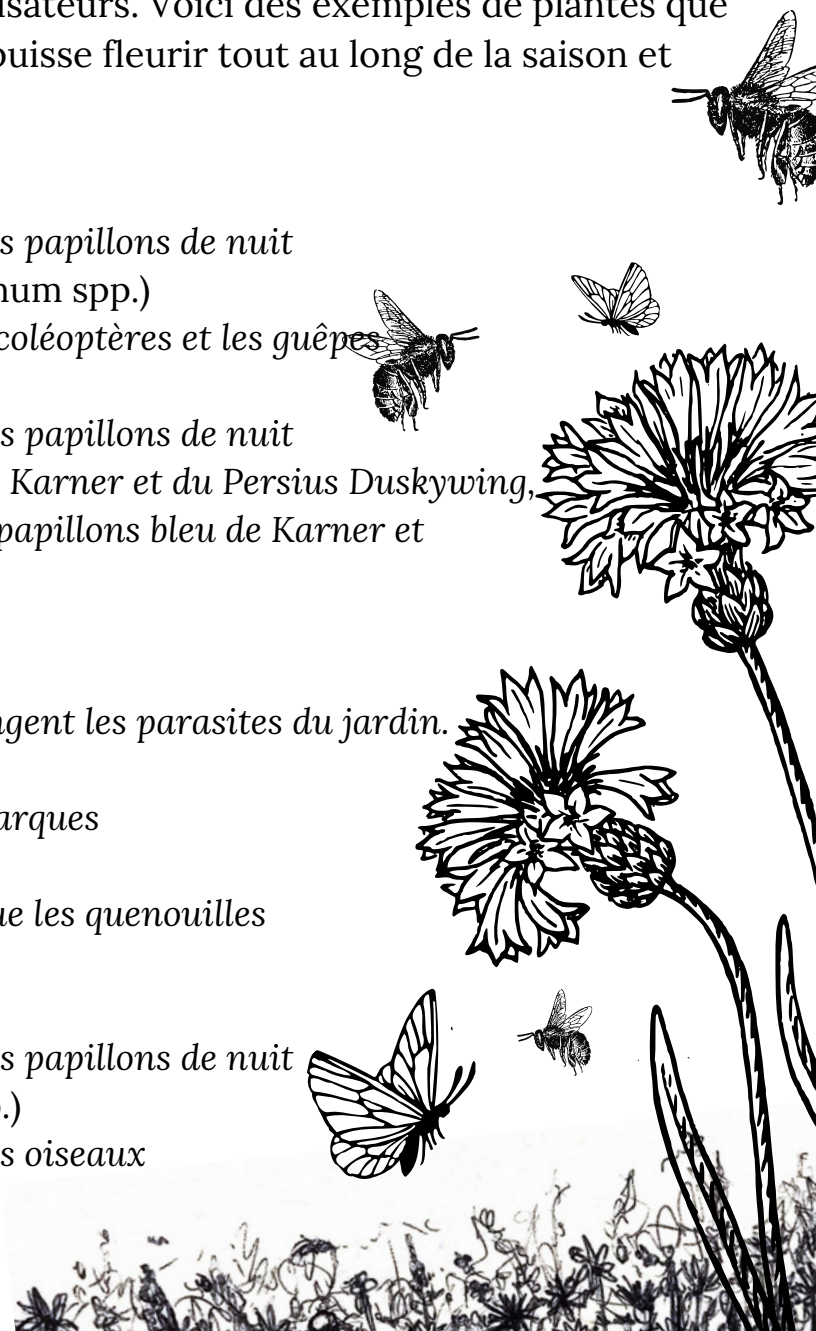 isateurs. Voici des exemples de plantes que
puisse fleurir tout au long de la saison et
s papillons de nuit
num spp.)
coléoptères et les guêpes
s papillons de nuit
Karner et du Persius Duskywing,
papillons bleu de Karner et
ngent les parasites du jardin.
arques
ue les quenouilles
s papillons de nuit
.)
s oiseaux